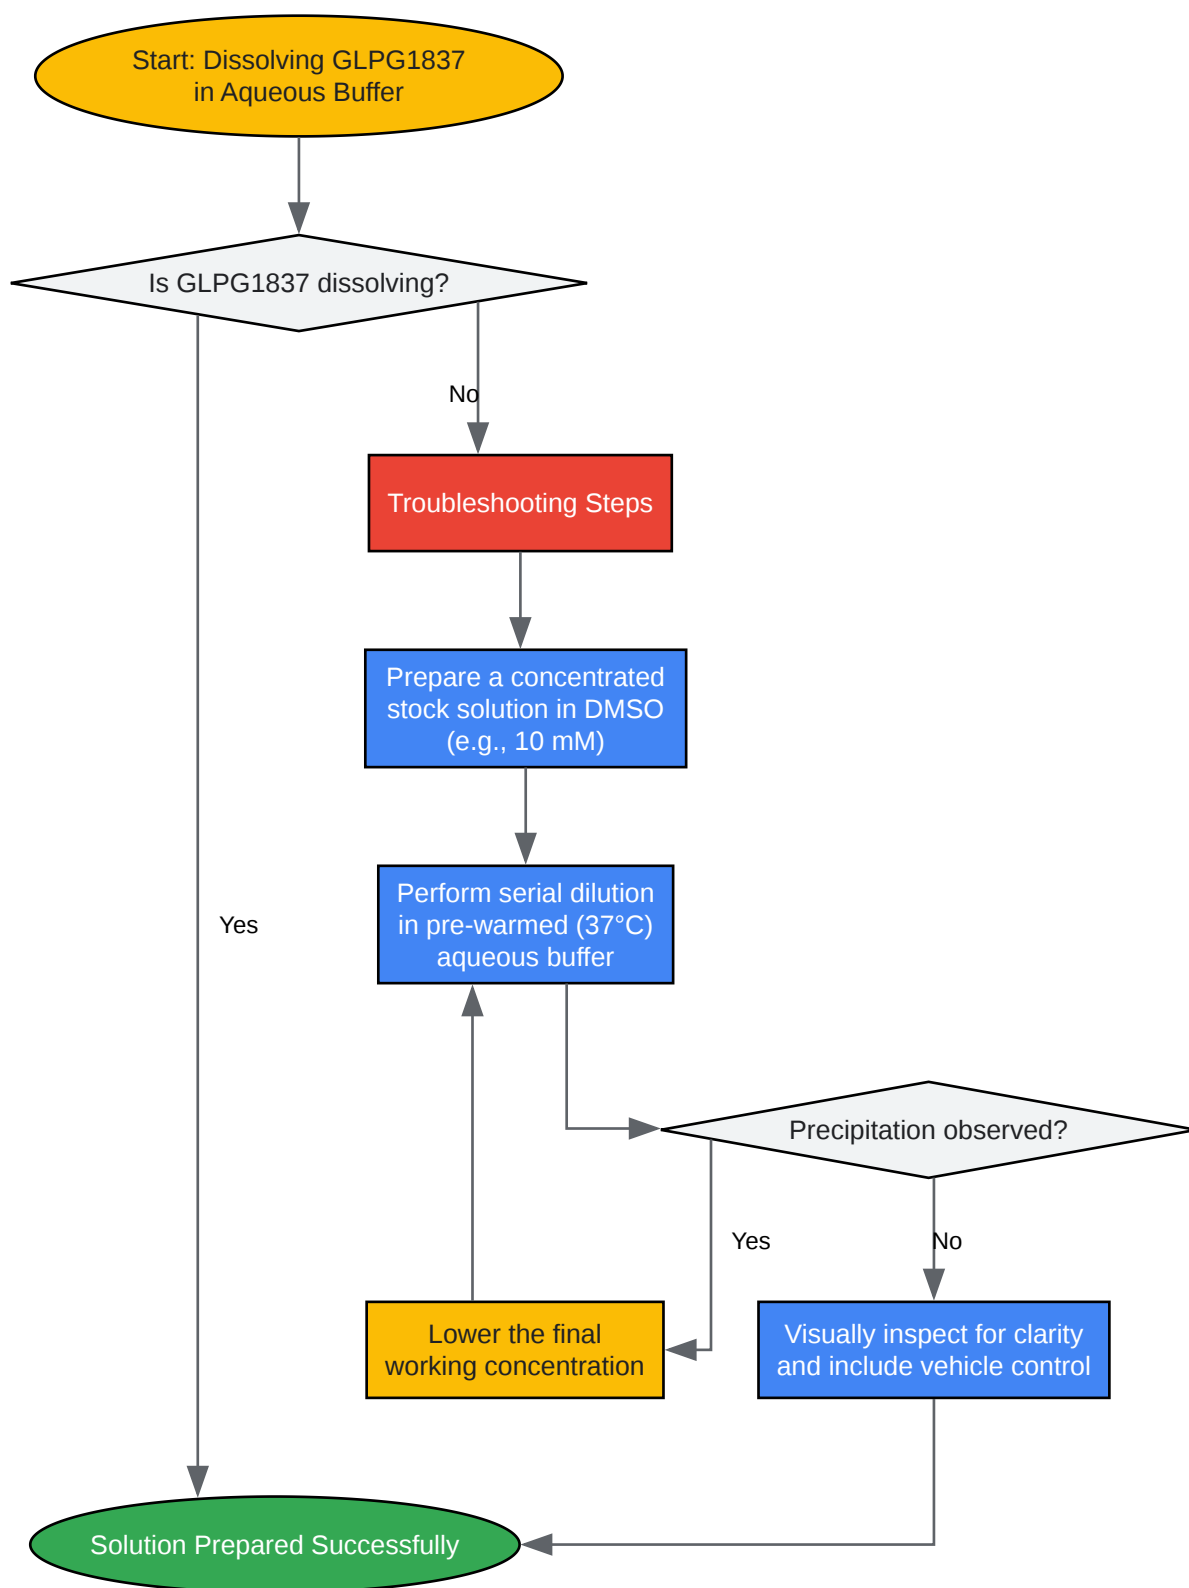 Start: Dissolving GLPG1837
in Aqueous Buffer
Is GLPG1837 dissolving?
No
Troubleshooting Steps
Prepare a concentrated
stock solution in DMSO
(e.g., 10 mM)
Perform serial dilution
in pre-warmed (37°C)
aqueous buffer
Yes
Precipitation observed?
Yes
No
Lower the final
working concentration
Visually inspect for clarity
and include vehicle control
Solution Prepared Successfully